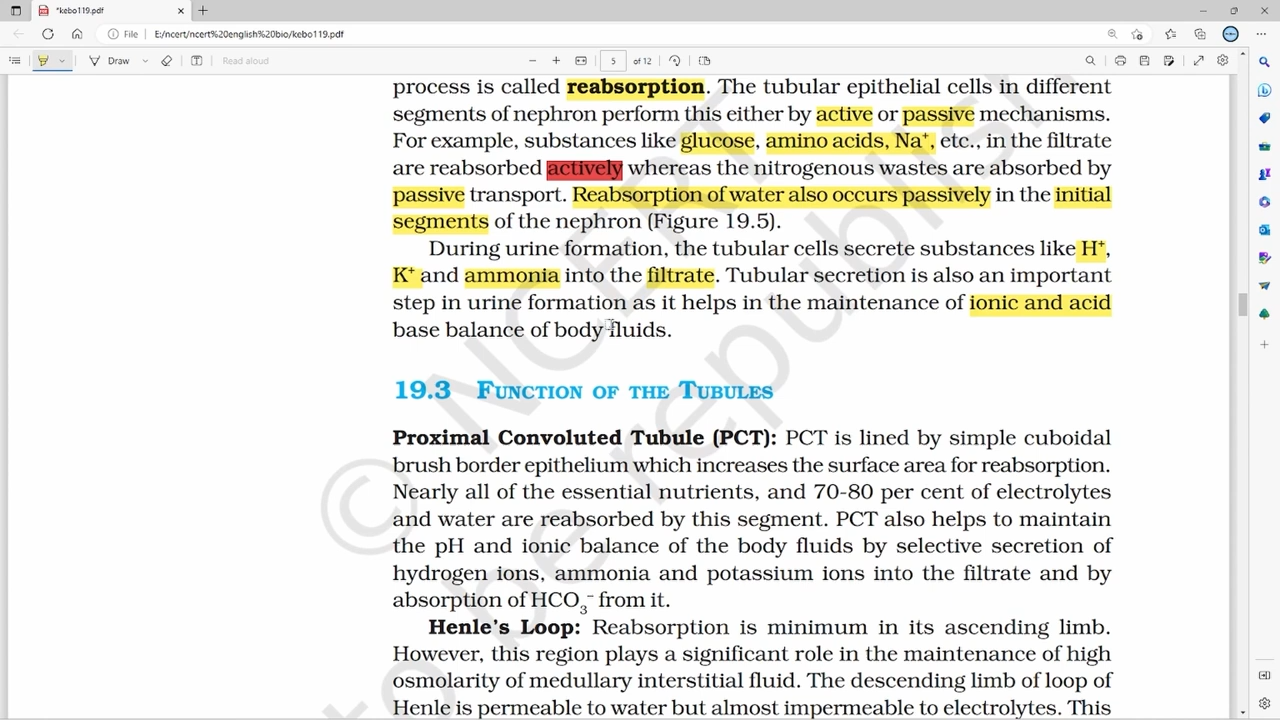 *kebo119.pdf
File E:/ncert/ncert%20english%20bio/kebo119.pdf
Draw Read aloud 5 of 12
process is called reabsorption. The tubular epithelial cells in different
segments of nephron perform this either by active or passive mechanisms.
For example, substances like glucose, amino acids, Na⁺, etc., in the filtrate
are reabsorbed actively whereas the nitrogenous wastes are absorbed by
passive transport. Reabsorption of water also occurs passively in the initial
segments of the nephron (Figure 19.5).
During urine formation, the tubular cells secrete substances like H⁺,
K⁺ and ammonia into the filtrate. Tubular secretion is also an important
step in urine formation as it helps in the maintenance of ionic and acid
base balance of body fluids.
19.3 FUNCTION OF THE TUBULES
Proximal Convoluted Tubule (PCT): PCT is lined by simple cuboidal
brush border epithelium which increases the surface area for reabsorption.
Nearly all of the essential nutrients, and 70-80 per cent of electrolytes
and water are reabsorbed by this segment. PCT also helps to maintain
the pH and ionic balance of the body fluids by selective secretion of
hydrogen ions, ammonia and potassium ions into the filtrate and by
absorption of HCO₃⁻ from it.
Henle's Loop: Reabsorption is minimum in its ascending limb.
However, this region plays a significant role in the maintenance of high
osmolarity of medullary interstitial fluid. The descending limb of loop of
Henle is permeable to water but almost impermeable to electrolytes. This
© NCERT
to be republish